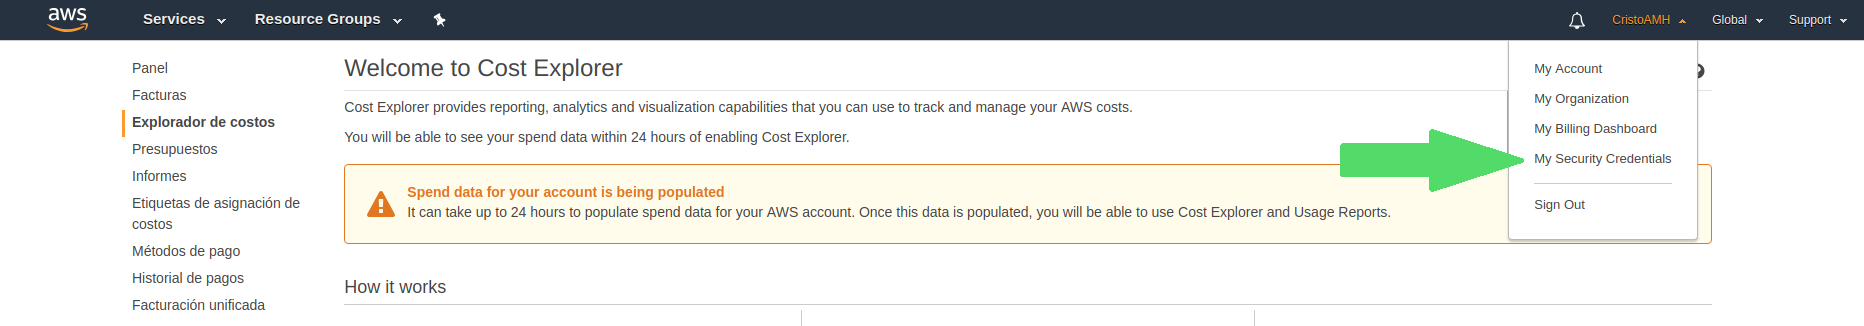 aws
Services
Resource Groups
CristoAMH
Global
Support
Panel
Facturas
Explorador de costos
Presupuestos
Informes
Etiquetas de asignación de
costos
Métodos de pago
Historial de pagos
Facturación unificada
Welcome to Cost Explorer
Cost Explorer provides reporting, analytics and visualization capabilities that you can use to track and manage your AWS costs.
You will be able to see your spend data within 24 hours of enabling Cost Explorer.
Spend data for your account is being populated
It can take up to 24 hours to populate spend data for your AWS account. Once this data is populated, you will be able to use Cost Explorer and Usage Reports.
How it works
My Account
My Organization
My Billing Dashboard
My Security Credentials
Sign Out